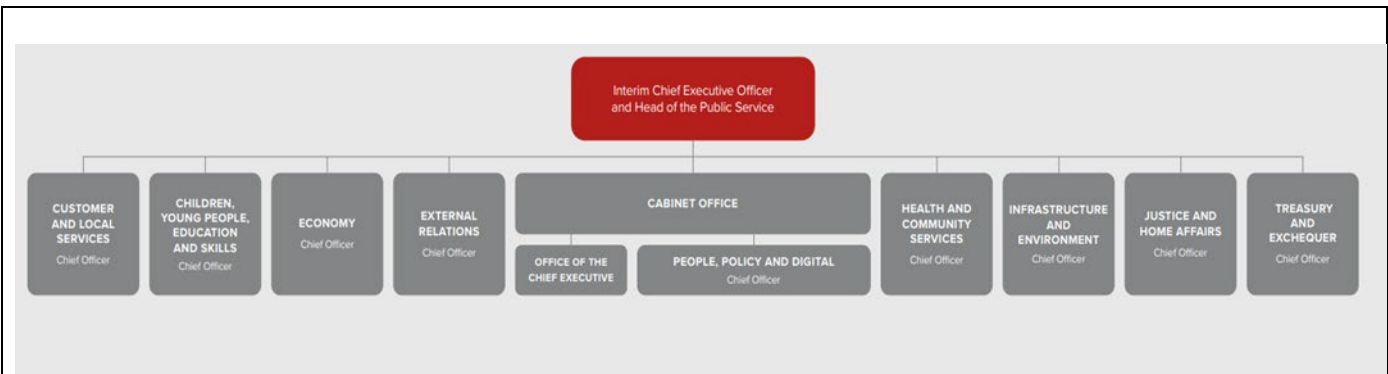 Interim Chief Executive Officer
and Head of the Public Service
CUSTOMER
AND LOCAL
SERVICES
Chief Officer
CHILDREN,
YOUNG PEOPLE,
EDUCATION
AND SKILLS
Chief Officer
ECONOMY
Chief Officer
EXTERNAL
RELATIONS
Chief Officer
CABINET OFFICE
OFFICE OF THE
CHIEF EXECUTIVE
PEOPLE, POLICY AND DIGITAL
Chief Officer
HEALTH AND
COMMUNITY
SERVICES
Chief Officer
INFRASTRUCTURE
AND
ENVIRONMENT
Chief Officer
JUSTICE AND
HOME AFFAIRS
Chief Officer
TREASURY
AND
EXCHEQUER
Chief Officer